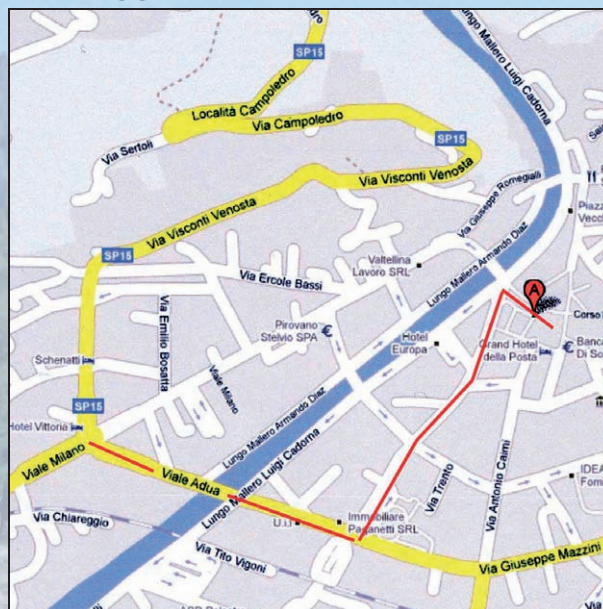 SP15
Lungo Mallero Luigi Cadorna
Località Campoledro
Via Campoledro
SP15
SP15
Via Sertoli
Via Visconti Venosta
Via Giuseppe Romegialli
Piazz
Vecc
Via Visconti Venosta
SP15
Valtellina
Lavoro SRL
Lungo Mallero Armando Diaz
Via Ercole Bassi
A
Corso
Via Emilio Bosatta
Pirovano
Stelvio SPA
Hotel
Europa
Grand Hotel
della Posta
Banca
Di So
Schenatti
Viale Milano
SP15
Hotel Vittoria
Lungo Mallero Armando Diaz
Lungo Mallero Luigi Cadorna
Viale Milano
Viale Adua
Via Trento
Via Antonio Caimi
IDEA
Fom
Via Chiareggio
U.I.I
Immobiliare
Paganetti SRL
Via Tito Vigoni
Via Giuseppe Mazzini